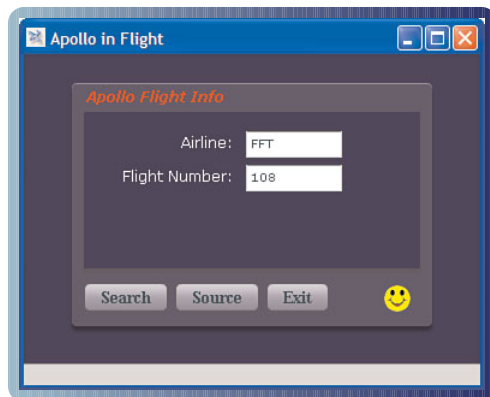 Apollo in Flight
Apollo Flight Info
Airline: FFT
Flight Number: 108
Search Source Exit